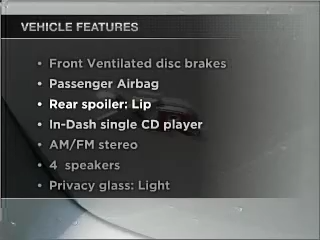 VEHICLE FEATURES
• Front Ventilated disc brakes
• Passenger Airbag
• Rear spoiler: Lip
• In-Dash single CD player
• AM/FM stereo
• 4 speakers
• Privacy glass: Light